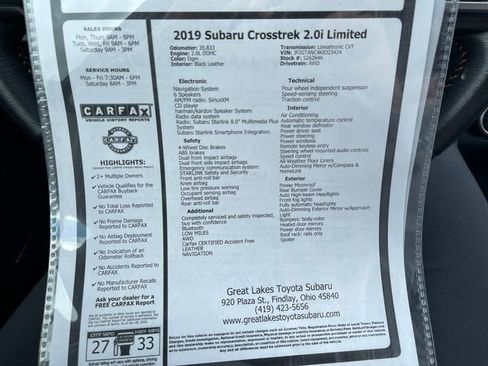 SALES HOURS
Mon, Thurs 9AM - 8PM
Tues, Wed, Fri 9AM - 6PM
Saturday 9AM - 3PM
SERVICE HOURS
Mon - Fri 7:30AM - 6PM
Saturday 8AM - 3PM
CARFAX
VEHICLE HISTORY REPORTS
HIGHLIGHTS:
✓ 2+ Multiple Owners
✓ Vehicle Qualifies for the
CARFAX Buyback
Guarantee
✓ No Total Loss Reported
to CARFAX
✓ No Frame Damage
Reported to CARFAX
✓ No Airbag Deployment
Reported to CARFAX
✓ No Indication of an
Odometer Rollback
✓ No Accidents Reported to
CARFAX
✓ No Manufacturer Recalls
Reported to CARFAX
Ask your dealer for a
FREE CARFAX Report
CITY MPG
HWY MPG
27
33
2019 Subaru Crosstrek 2.0i Limited
Odometer: 35,833
Engine: 2.0L DOHC
Color: Dgm
Interior: Black Leather
Transmission: Lineartronic CVT
Stock #: S26264A
Drivetrain: AWD
Electronic
Navigation System
6 Speakers
AM/FM radio: SiriusXM
CD player
harman/kardon Speaker System
Radio data system
Radio: Subaru Starlink 8.0" Multimedia Plus
System
Subaru Starlink Smartphone Integration
Safety
4-Wheel Disc Brakes
ABS brakes
Dual front impact airbags
Dual front side impact airbags
Emergency communication system:
STARLINK Safety and Security
Front anti-roll bar
Knee airbag
Low tire pressure warning
Occupant sensing airbag
Overhead airbag
Rear anti-roll bar
Additional
Completely serviced and safety inspected,
buy with confidence
Bluetooth
LOW MILES
AWD
Carfax CERTIFIED Accident Free
LEATHER
NAVIGATION
Technical
Four wheel independent suspension
Speed-sensing steering
Traction control
Interior
Air Conditioning
Automatic temperature control
Rear window defroster
Power driver seat
Power steering
Power windows
Remote keyless entry
Steering wheel mounted audio controls
Speed control
All-Weather Floor Liners
Auto-Dimming Mirror w/Compass &
HomeLink
Exterior
Power Moonroof
Rear Bumper Cover
Auto High-beam Headlights
Front fog lights
Fully automatic headlights
Auto-Dimming Exterior Mirror w/Approach
Light
Bumpers: body-color
Heated door mirrors
Power door mirrors
Roof rack: rails only
Spoiler
Great Lakes Toyota Subaru
920 Plaza St., Findlay, Ohio 45840
(419) 423-5656
www.greatlakestoyotasubaru.com